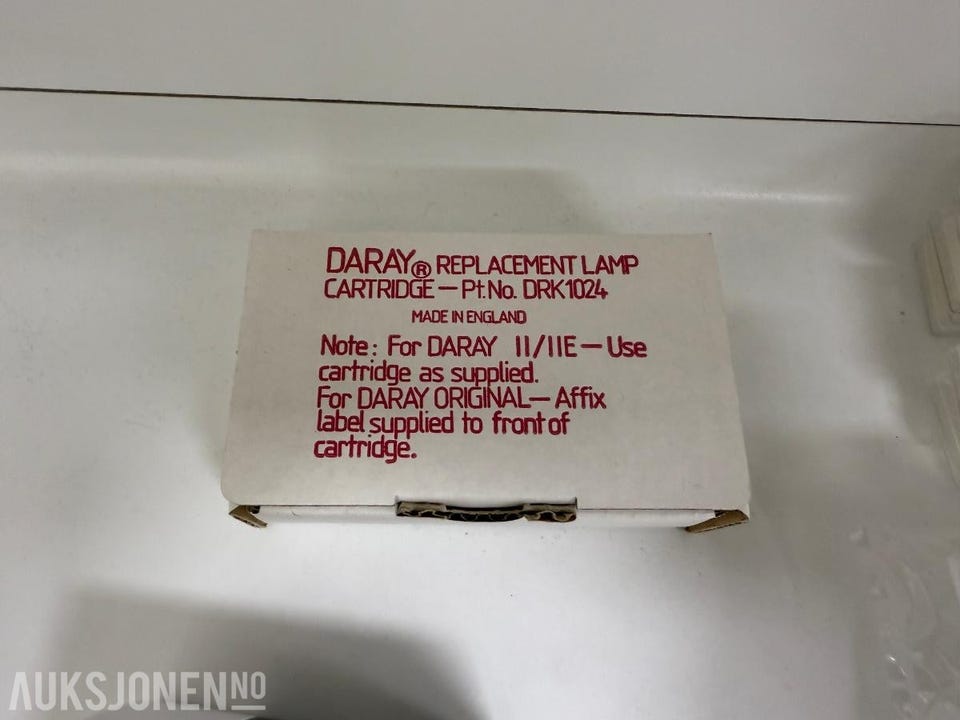 DARAY® REPLACEMENT LAMP
CARTRIDGE – Pt.No. DRK1024
MADE IN ENGLAND
Note: For DARAY II/IIE – Use
cartridge as supplied.
For DARAY ORIGINAL – Affix
label supplied to front of
cartridge.
AUKSJONEN NO